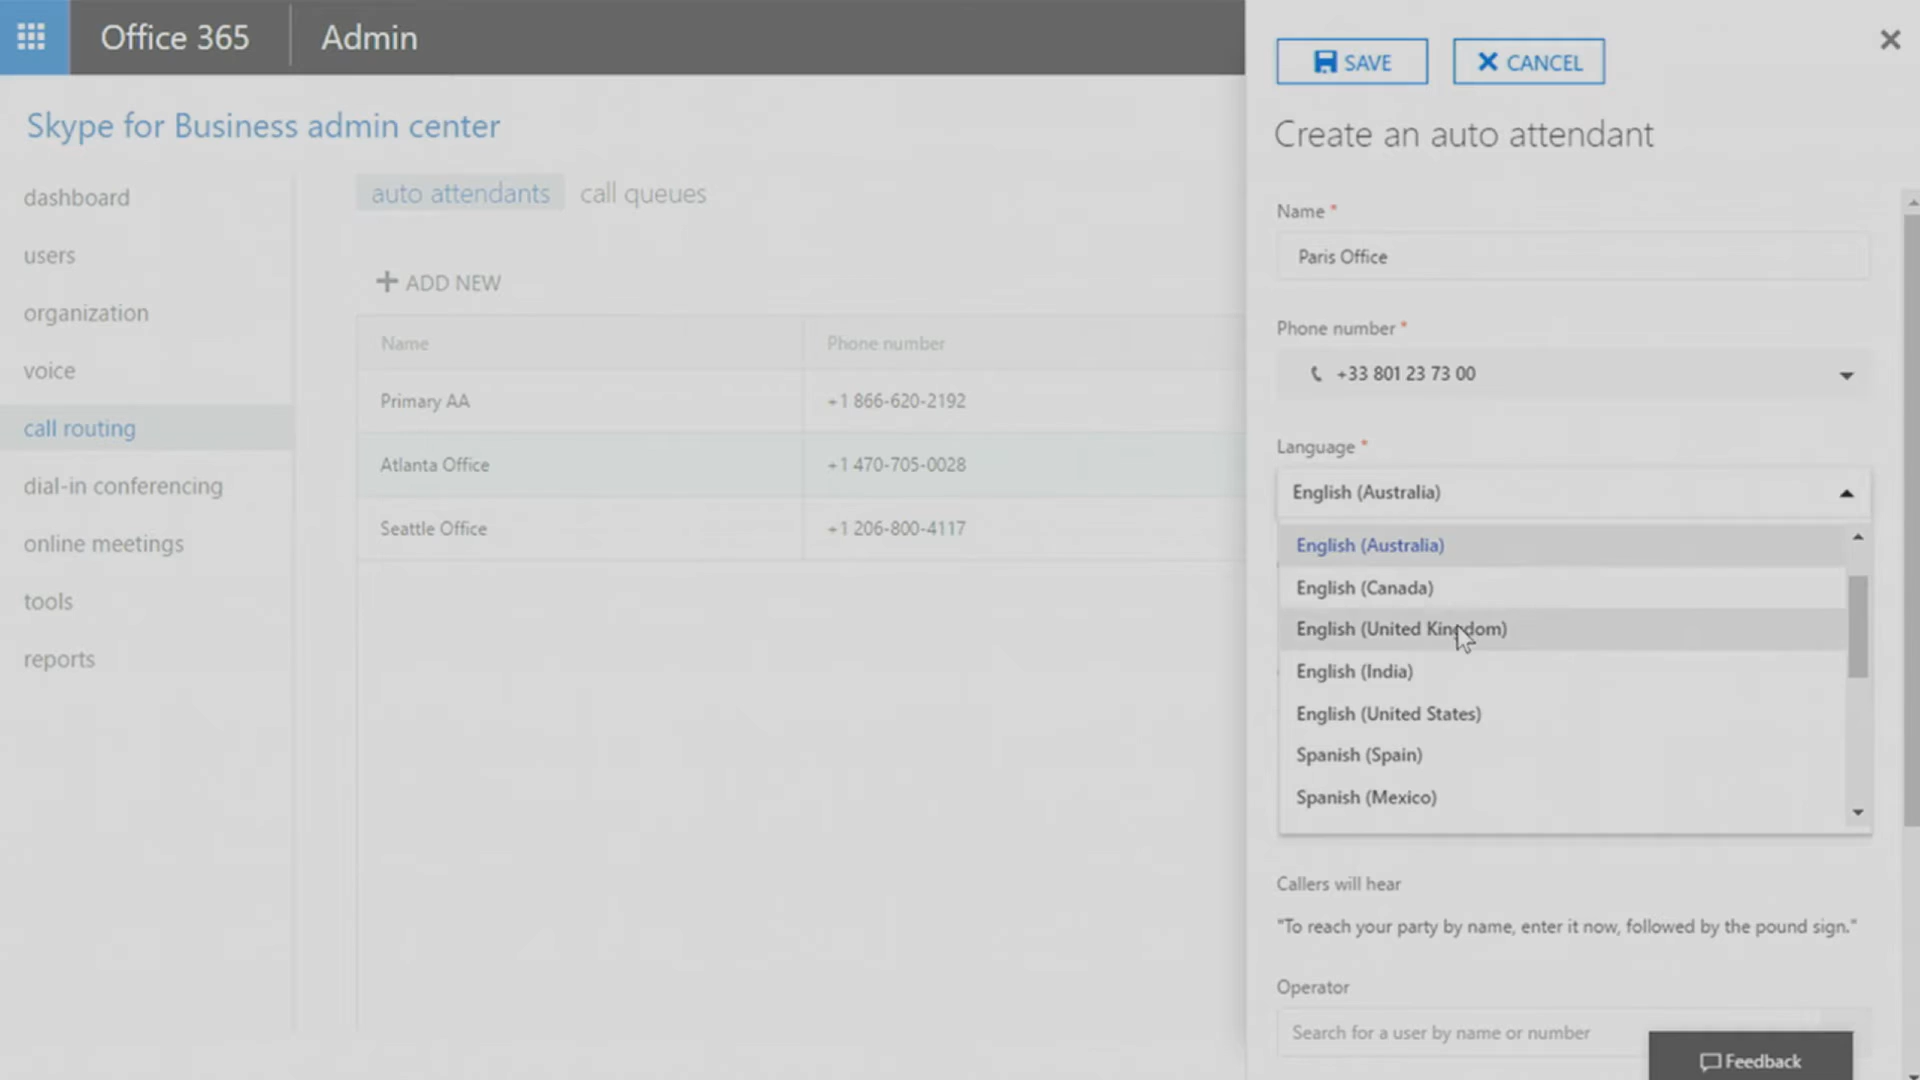 Office 365
Admin
Skype for Business admin center
dashboard
users
organization
voice
call routing
dial-in conferencing
online meetings
tools
reports
auto attendants
call queues
ADD NEW
Name
Phone number
Primary AA
+1 866-620-2192
Atlanta Office
+1 470-705-0028
Seattle Office
+1 206-800-4117
SAVE
CANCEL
Create an auto attendant
Name *
Paris Office
Phone number *
+33 801 23 73 00
Language *
English (Australia)
English (Australia)
English (Canada)
English (United Kingdom)
English (India)
English (United States)
Spanish (Spain)
Spanish (Mexico)
Callers will hear
"To reach your party by name, enter it now, followed by the pound sign."
Operator
Search for a user by name or number
Feedback